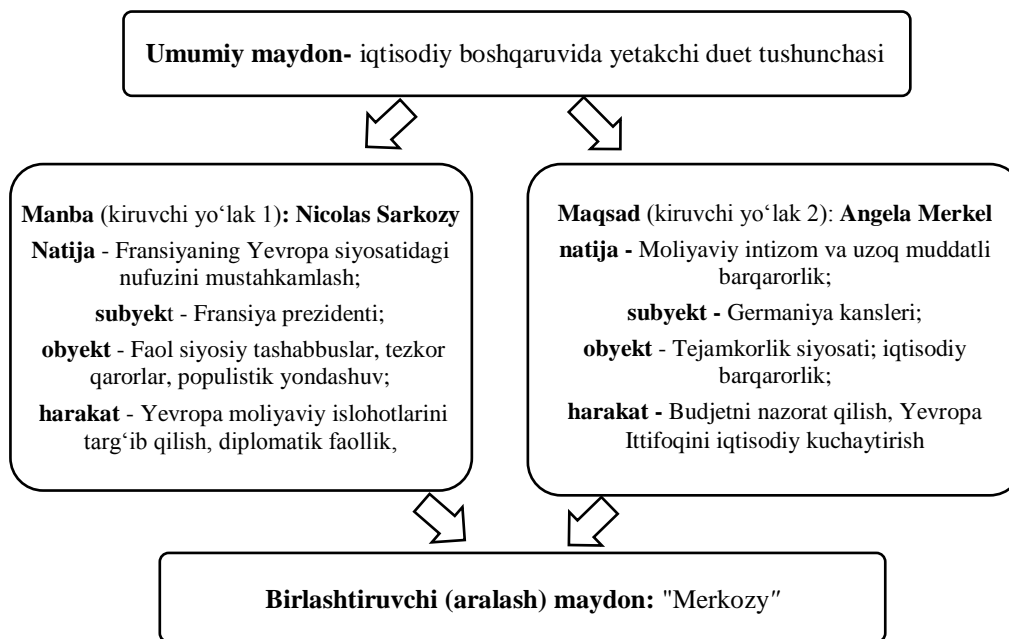 Umumiy maydon- iqtisodiy boshqaruvida yetakchi duet tushunchasi
Manba (kiruvchi yo‘lak 1): Nicolas Sarkozy
Natija - Fransiyaning Yevropa siyosatidagi
nufuzini mustahkamlash;
subyekt - Fransiya prezidenti;
obyekt - Faol siyosiy tashabbuslar, tezkor
qarorlar, populistik yondashuv;
harakat - Yevropa moliyaviy islohotlarini
targ‘ib qilish, diplomatik faollik,
Maqsad (kiruvchi yo‘lak 2): Angela Merkel
natija - Moliyaviy intizom va uzoq muddatli
barqarorlik;
subyekt - Germaniya kansleri;
obyekt - Tejamkorlik siyosati; iqtisodiy
barqarorlik;
harakat - Budjetni nazorat qilish, Yevropa
Ittifoqini iqtisodiy kuchaytirish
Birlashtiruvchi (aralash) maydon: "Merkozy″